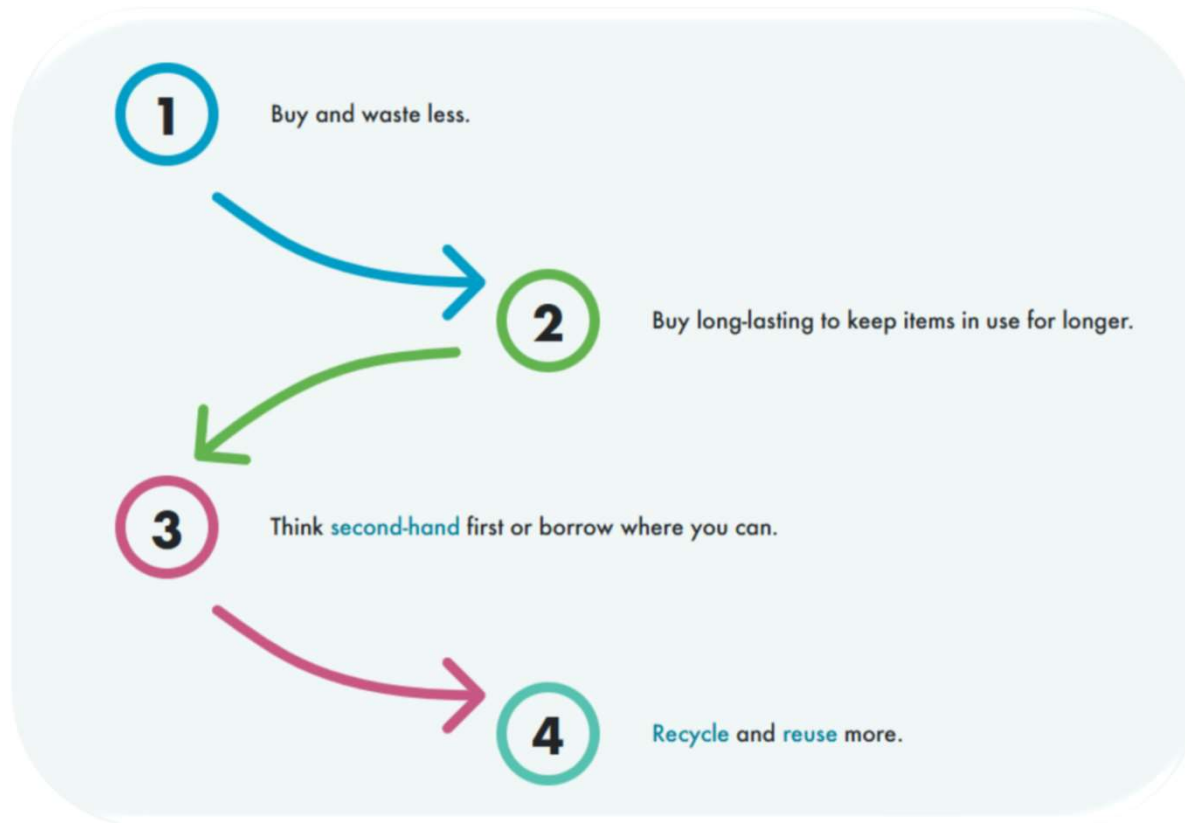 1
Buy and waste less.
2
Buy long-lasting to keep items in use for longer.
3
Think second-hand first or borrow where you can.
4
Recycle and reuse more.